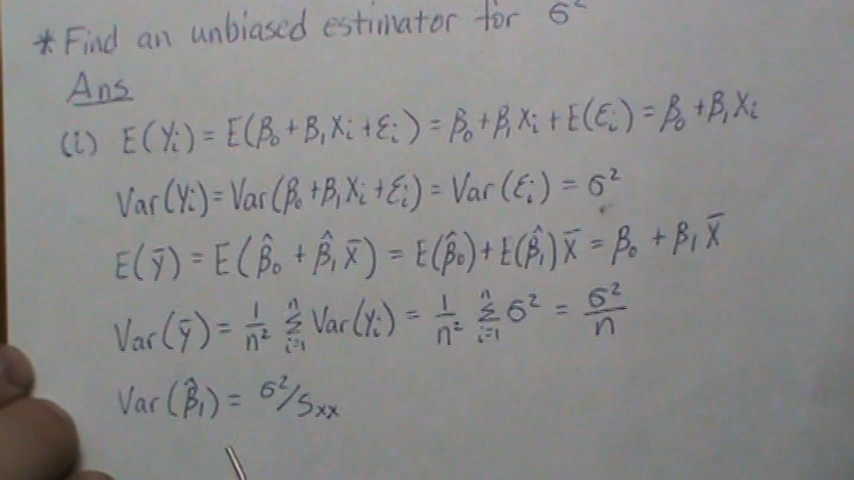 * Find an unbiased estimator for σ²
Ans
(i) E(Yi) = E(β₀ + β₁Xi + εi) = β₀ + β₁Xi + E(εi) = β₀ + β₁Xi
Var(Yi) = Var(β₀ + β₁Xi + εi) = Var(εi) = σ²
E(Ȳ) = E(β̂₀ + β̂₁X̄) = E(β̂₀) + E(β̂₁)X̄ = β₀ + β₁X̄
Var(Ȳ) = 1/n² Σⁿᵢ₌₁ Var(Yi) = 1/n² Σⁿᵢ₌₁ σ² = σ²/n
Var(β̂₁) = σ²/Sxx